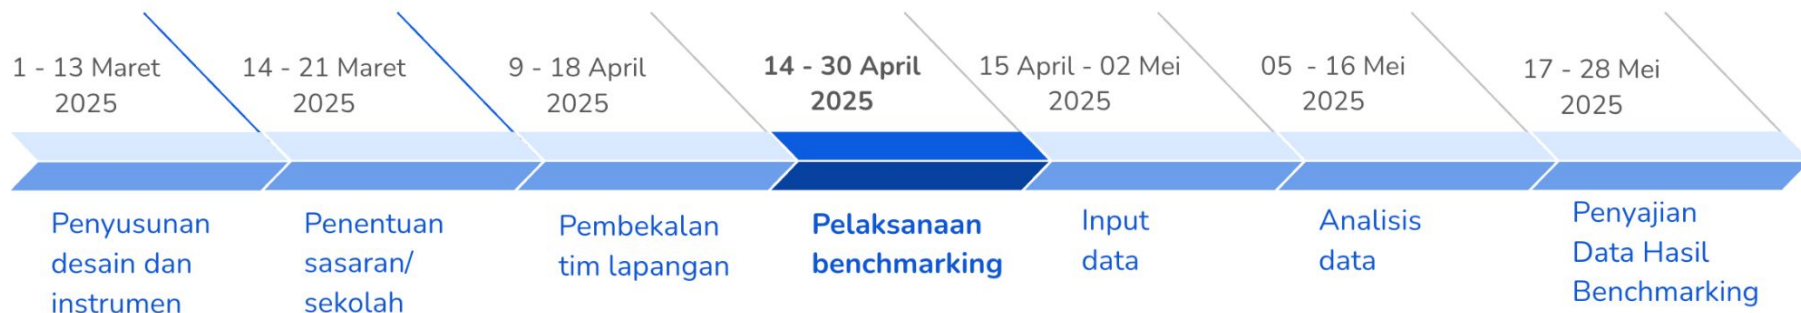 1 - 13 Maret
2025
14 - 21 Maret
2025
9 - 18 April
2025
14 - 30 April
2025
15 April - 02 Mei
2025
05 - 16 Mei
2025
17 - 28 Mei
2025
Penyusunan
desain dan
instrumen
Penentuan
sasaran/
sekolah
Pembekalan
tim lapangan
Pelaksanaan
benchmarking
Input
data
Analisis
data
Penyajian
Data Hasil
Benchmarking